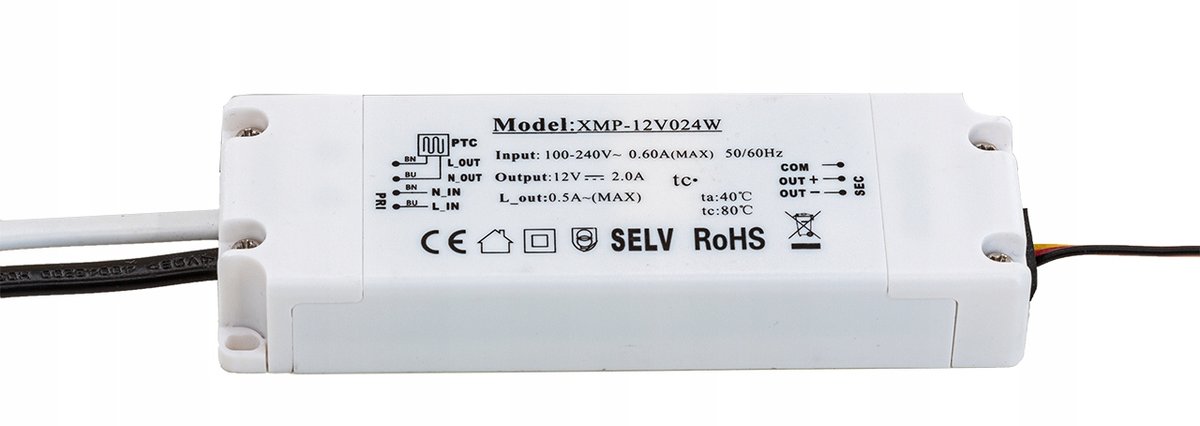 Model:XMP-12V024W
PTC
BN L_OUT
BU N_OUT
BN N_IN
BU L_IN
PRI
Input: 100-240V~ 0.60A(MAX) 50/60Hz
Output:12V⎓2.0A
L_out:0.5A~(MAX)
tc•
ta:40℃
tc:80℃
COM
OUT +
OUT −
SEC
CE SELV RoHS